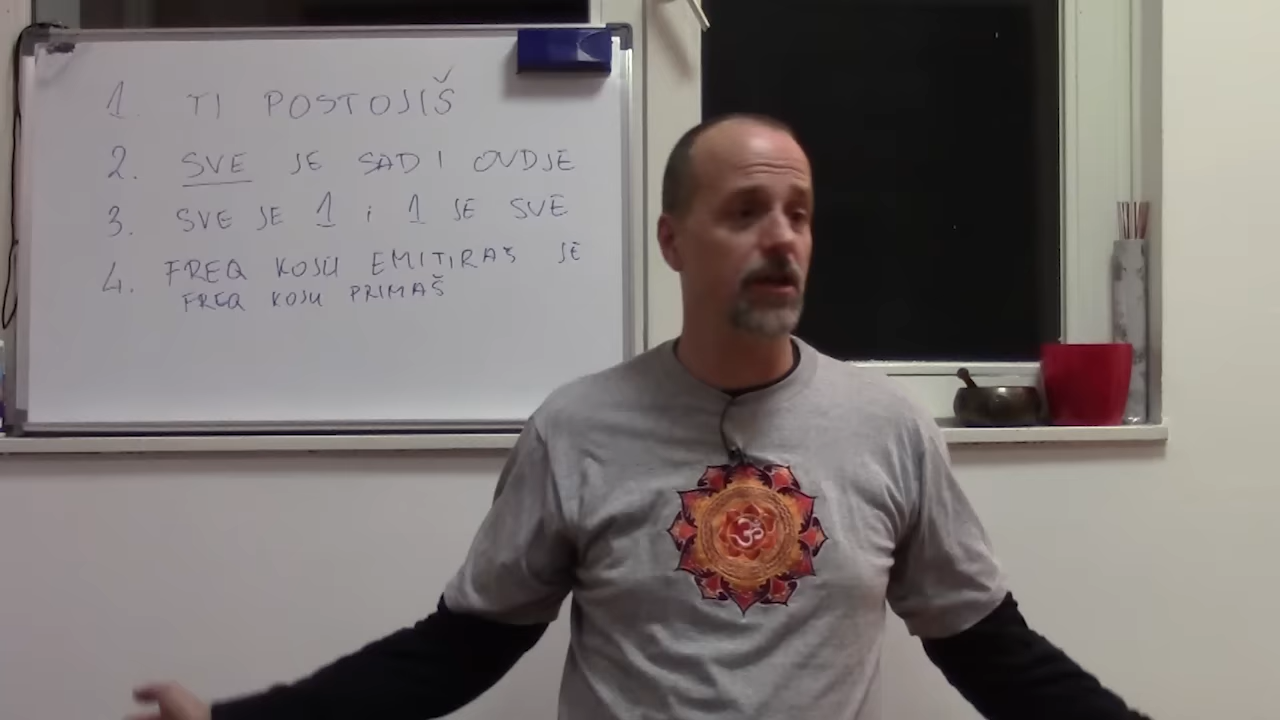 1. TI POSTOJIŠ
2. SVE JE SAD I OVDJE
3. SVE JE 1 i 1 JE SVE
4. FREQ KOJU EMITIRAŠ JE
FREQ KOJU PRIMAŠ
ॐ